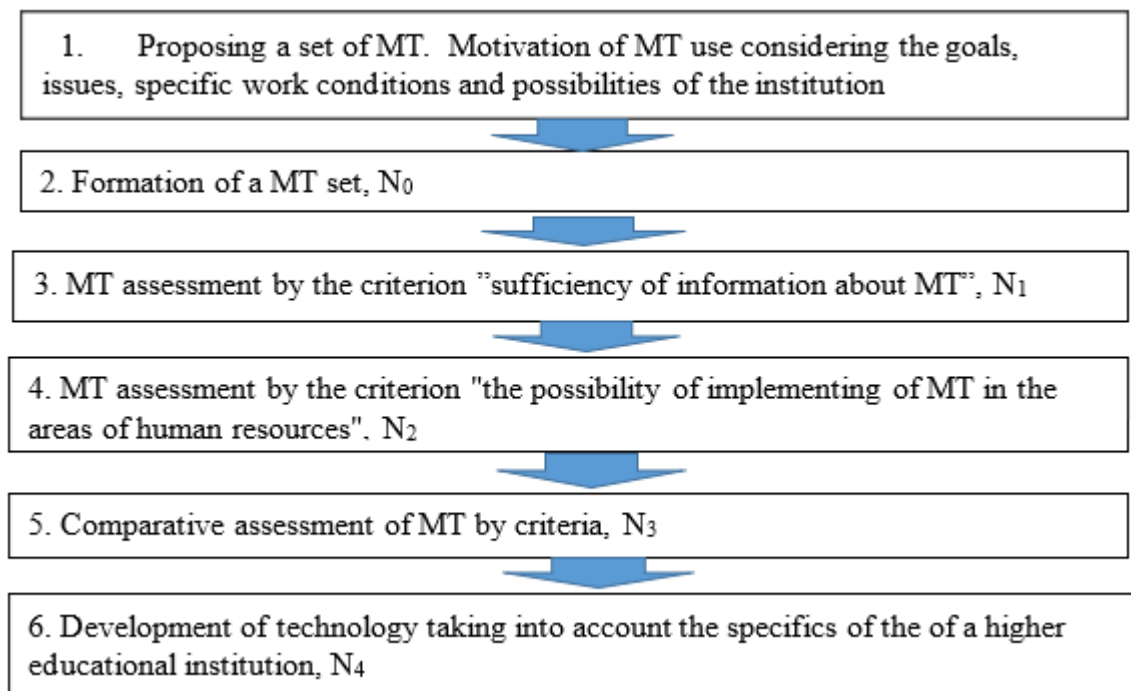 1. Proposing a set of MT. Motivation of MT use considering the goals,
issues, specific work conditions and possibilities of the institution
2. Formation of a MT set, N₀
3. MT assessment by the criterion ”sufficiency of information about MT”, N₁
4. MT assessment by the criterion "the possibility of implementing of MT in the
areas of human resources", N₂
5. Comparative assessment of MT by criteria, N₃
6. Development of technology taking into account the specifics of the of a higher
educational institution, N₄